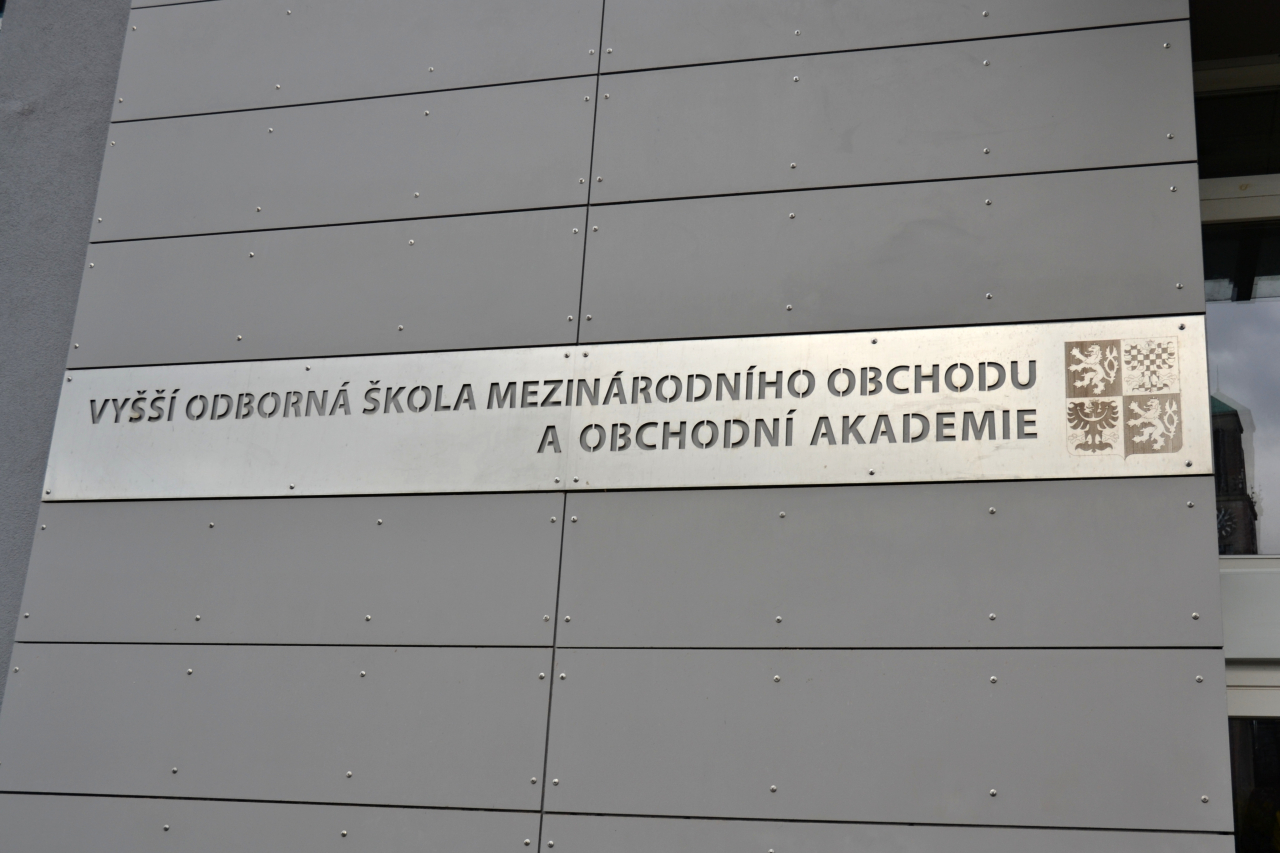 VYŠŠÍ ODBORNÁ ŠKOLA MEZINÁRODNÍHO OBCHODU
A OBCHODNÍ AKADEMIE